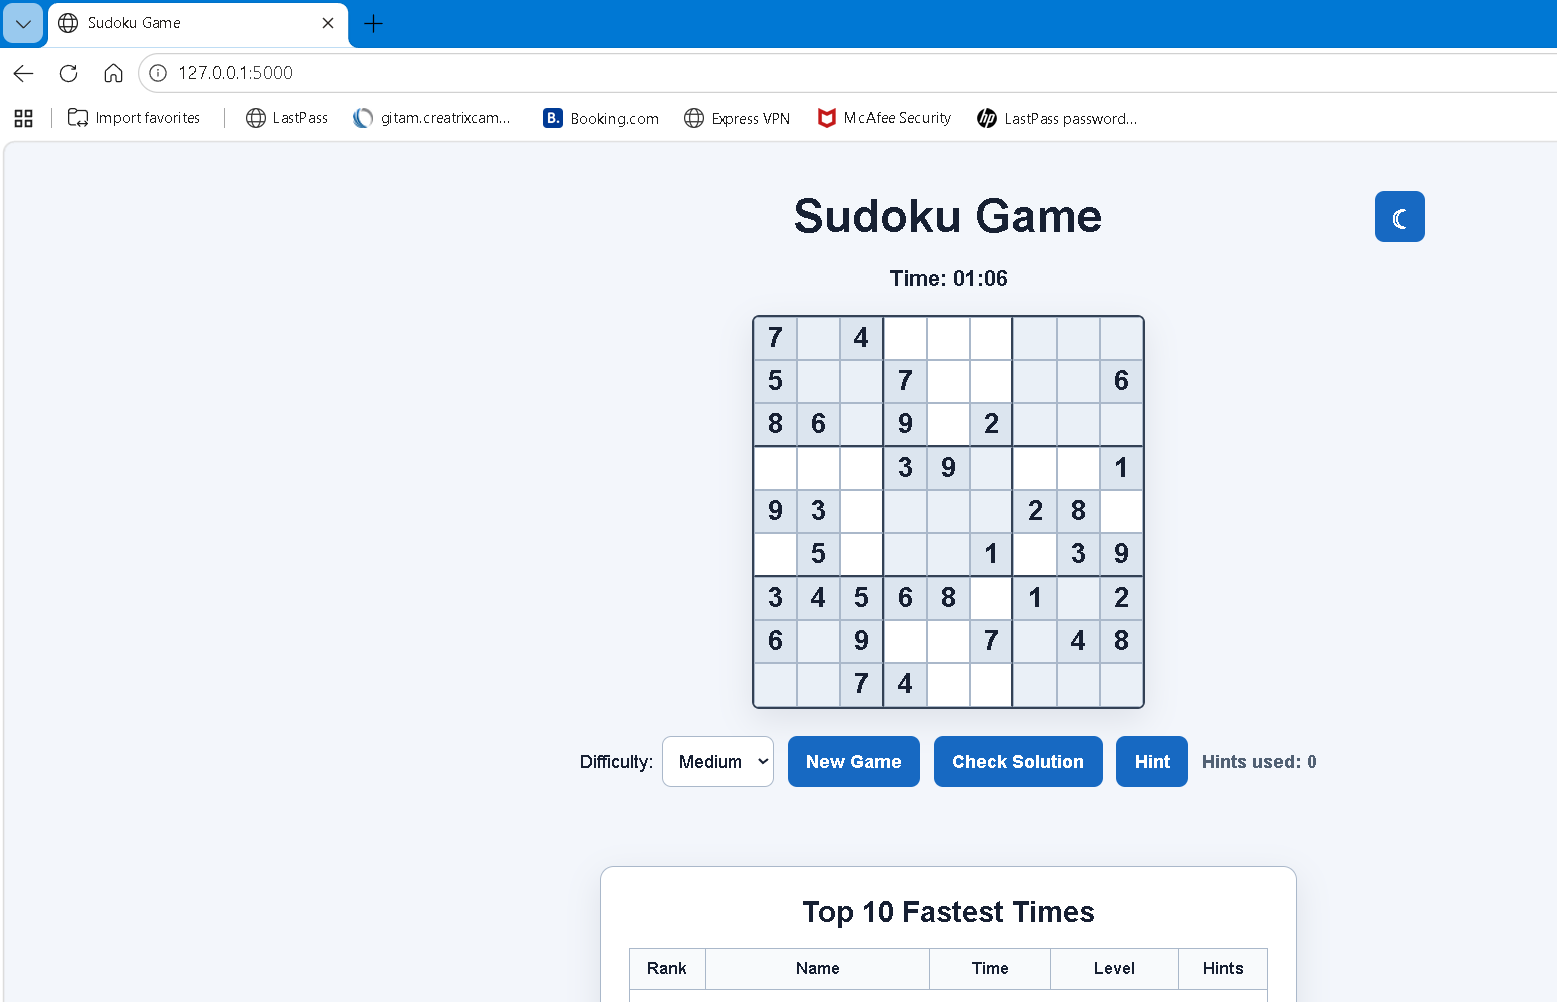 Sudoku Game
127.0.0.1:5000
Import favorites LastPass gitam.creatrixcam... B. Booking.com Express VPN McAfee Security hp LastPass password...
Sudoku Game
Time: 01:06
7 4
5 7 6
8 6 9 2
3 9 1
9 3 2 8
5 1 3 9
3 4 5 6 8 1 2
6 9 7 4 8
7 4
Difficulty: Medium New Game Check Solution Hint Hints used: 0
Top 10 Fastest Times
Rank Name Time Level Hints